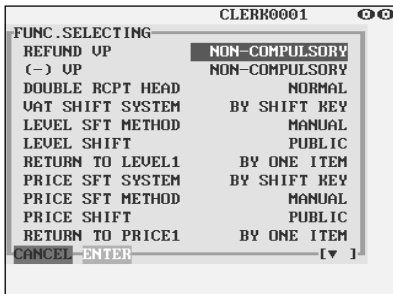 CLERK0001
FUNC.SELECTING
REFUND VP NON-COMPULSORY
(-) VP NON-COMPULSORY
DOUBLE RCPT HEAD NORMAL
VAT SHIFT SYSTEM BY SHIFT KEY
LEVEL SFT METHOD MANUAL
LEVEL SHIFT PUBLIC
RETURN TO LEVEL1 BY ONE ITEM
PRICE SFT SYSTEM BY SHIFT KEY
PRICE SFT METHOD MANUAL
PRICE SHIFT PUBLIC
RETURN TO PRICE1 BY ONE ITEM
CANCEL ENTER [▼ ]